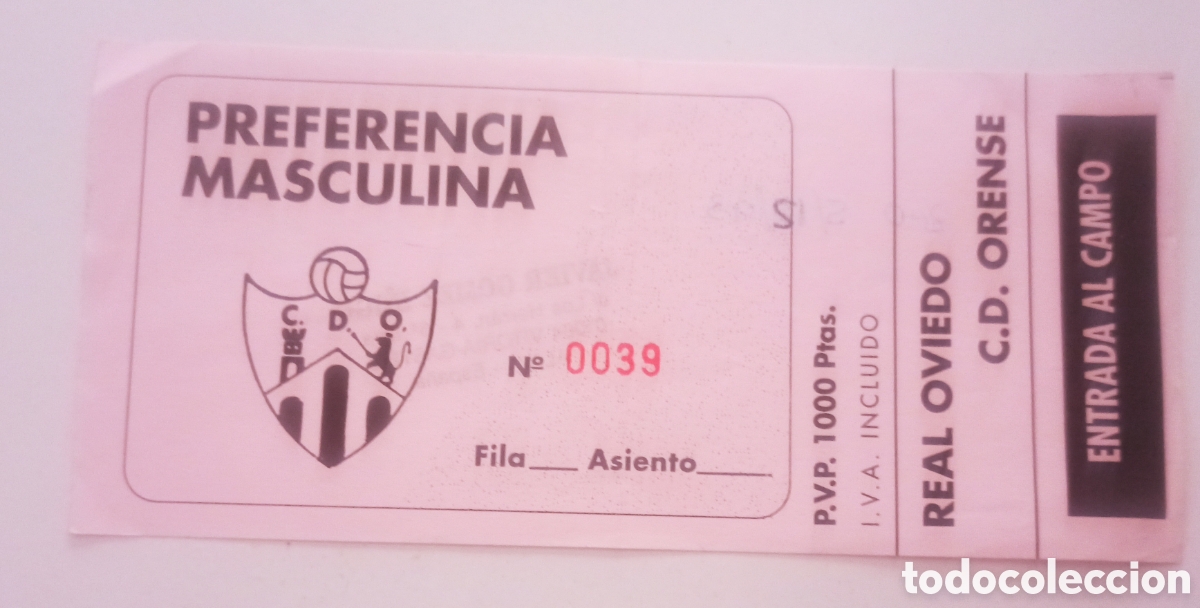 PREFERENCIA
MASCULINA
C. D. O.
Nº 0039
Fila___ Asiento_____
P.V.P. 1000 Ptas.
I.V.A. INCLUIDO
REAL OVIEDO
C.D. ORENSE
ENTRADA AL CAMPO
todocoleccion